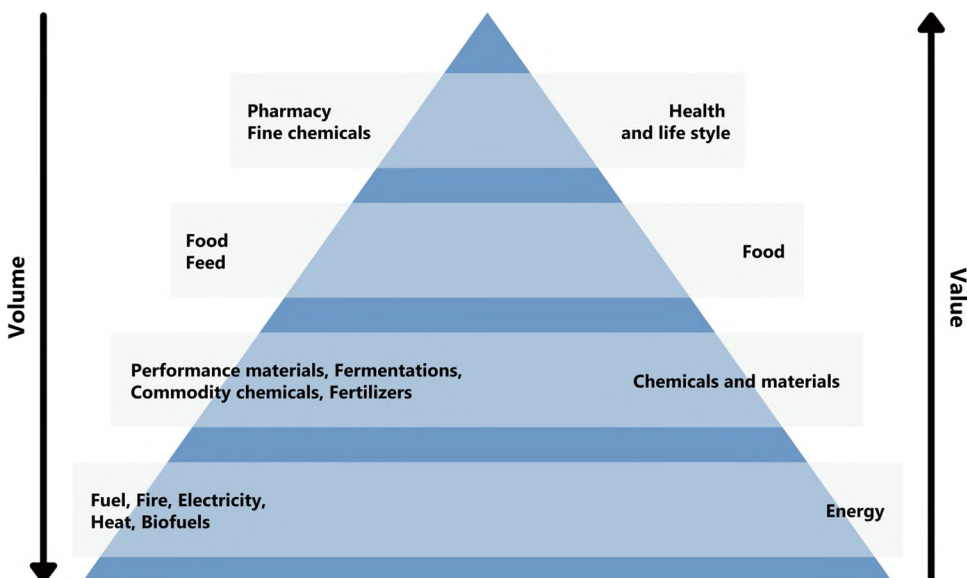 Pharmacy
Fine chemicals
Health
and life style
Food
Feed
Food
Volume
Value
Performance materials, Fermentations,
Commodity chemicals, Fertilizers
Chemicals and materials
Fuel, Fire, Electricity,
Heat, Biofuels
Energy